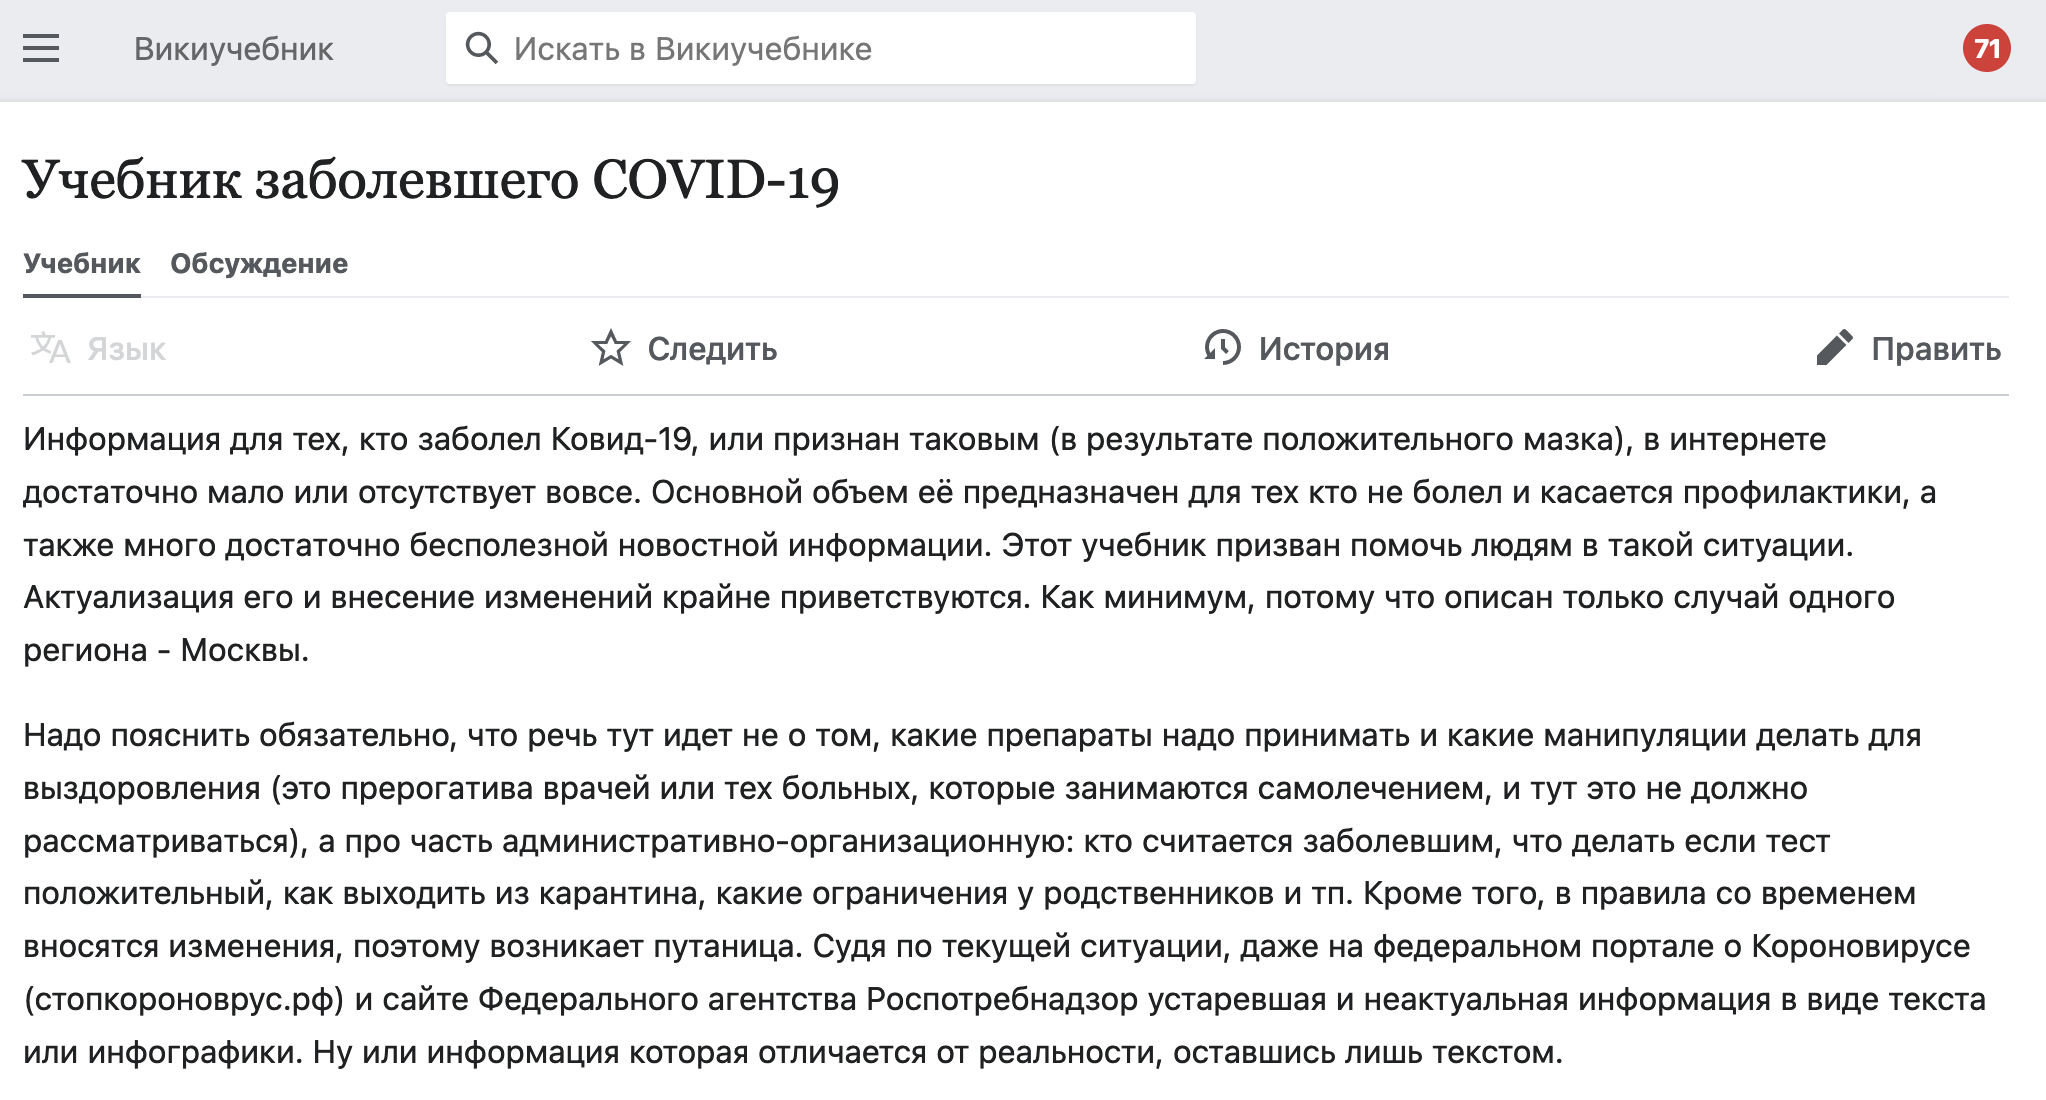 Викиучебник
Искать в Викиучебнике
71
Учебник заболевшего COVID-19
Учебник Обсуждение
Язык Следить История Править
Информация для тех, кто заболел Ковид-19, или признан таковым (в результате положительного мазка), в интернете
достаточно мало или отсутствует вовсе. Основной объем её предназначен для тех кто не болел и касается профилактики, а
также много достаточно бесполезной новостной информации. Этот учебник призван помочь людям в такой ситуации.
Актуализация его и внесение изменений крайне приветствуются. Как минимум, потому что описан только случай одного
региона - Москвы.
Надо пояснить обязательно, что речь тут идет не о том, какие препараты надо принимать и какие манипуляции делать для
выздоровления (это прерогатива врачей или тех больных, которые занимаются самолечением, и тут это не должно
рассматриваться), а про часть административно-организационную: кто считается заболевшим, что делать если тест
положительный, как выходить из карантина, какие ограничения у родственников и тп. Кроме того, в правила со временем
вносятся изменения, поэтому возникает путаница. Судя по текущей ситуации, даже на федеральном портале о Короновирусе
(стопкороноврус.рф) и сайте Федерального агентства Роспотребнадзор устаревшая и неактуальная информация в виде текста
или инфографики. Ну или информация которая отличается от реальности, оставшись лишь текстом.